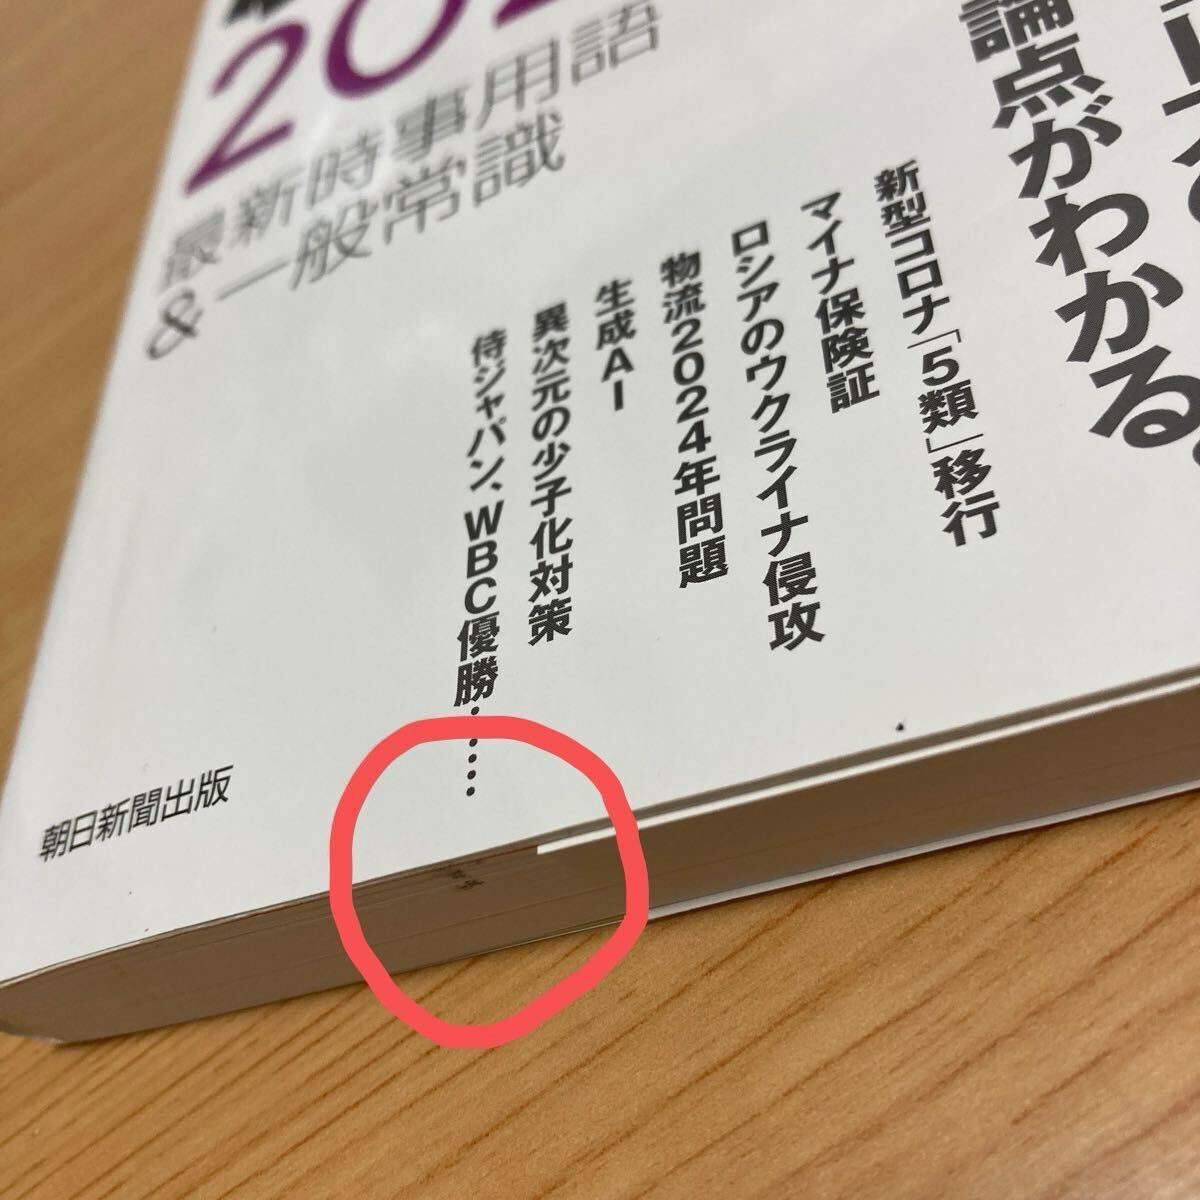 最新時事用語
&一般常識
論点がわかる。
新型コロナ「5類」移行
マイナ保険証
ロシアのウクライナ侵攻
物流2024年問題
生成AI
異次元の少子化対策
侍ジャパン、WBC優勝……
朝日新聞出版